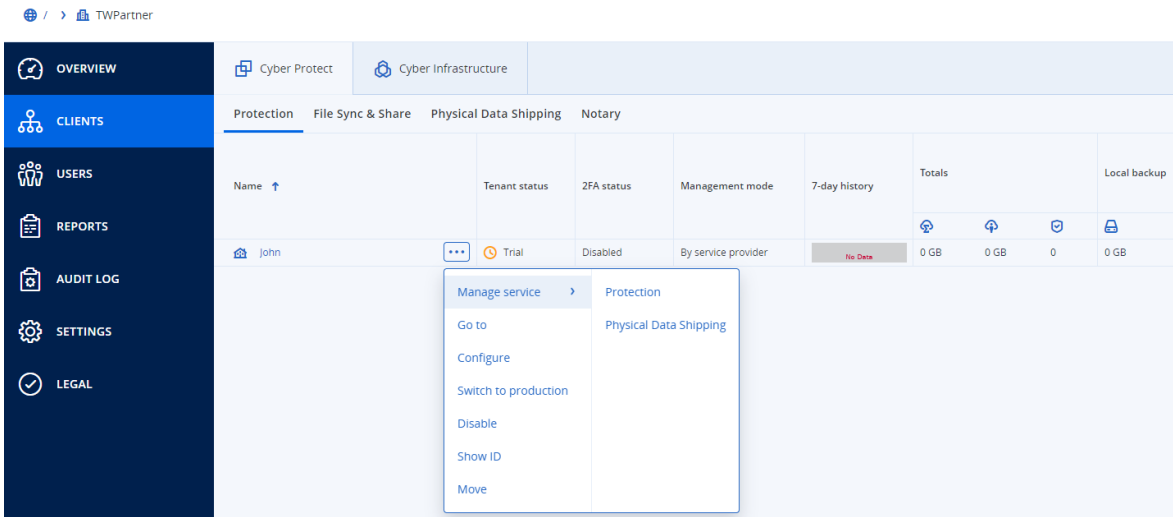 / > TWPartner
OVERVIEW
CLIENTS
USERS
REPORTS
AUDIT LOG
SETTINGS
LEGAL
Cyber Protect Cyber Infrastructure
Protection File Sync & Share Physical Data Shipping Notary
Name Tenant status 2FA status Management mode 7-day history Totals Local backup
John ... Trial Disabled By service provider No Data 0 GB 0 GB 0 0 GB
Manage service > Protection
Go to Physical Data Shipping
Configure
Switch to production
Disable
Show ID
Move